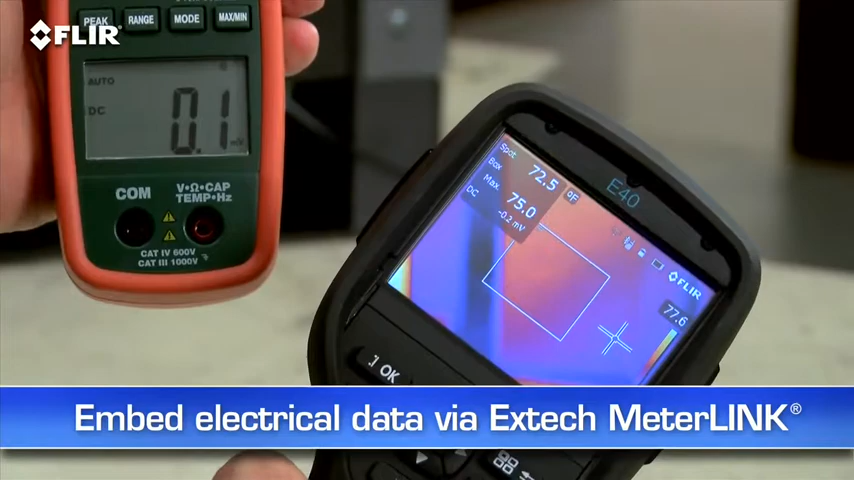 FLIR
PEAK
RANGE
MODE
MAX/MIN
AUTO
DC
0.1
mV
COM
V•Ω•CAP
TEMP•Hz
CAT IV 600V
CAT III 1000V
Spot 72.5 °F
Box
Max. 75.0
DC -0.2 mV
E40
FLIR
77.6
OK
Embed electrical data via Extech MeterLINK®